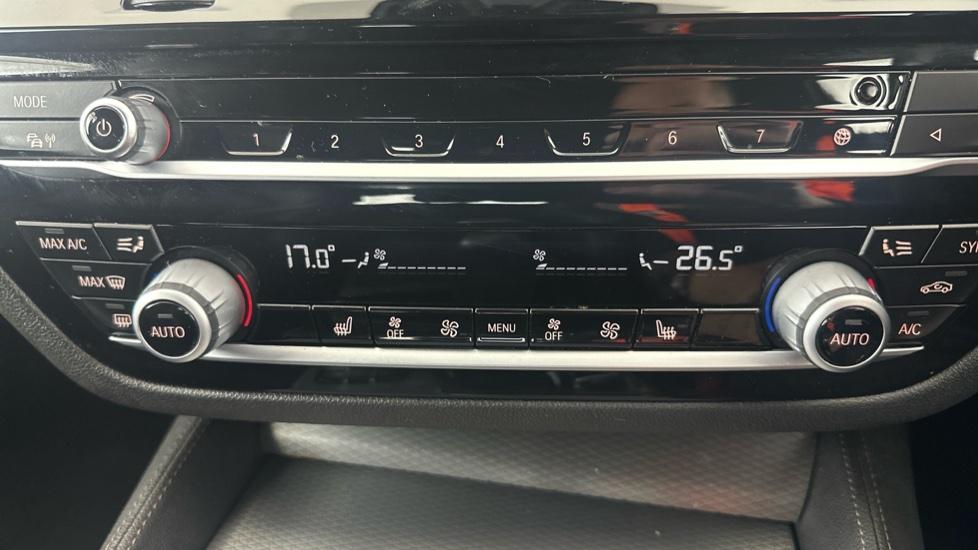 MODE
1 2 3 4 5 6 7
MAX A/C 17.0° 26.5°
MAX
AUTO OFF MENU OFF AUTO A/C